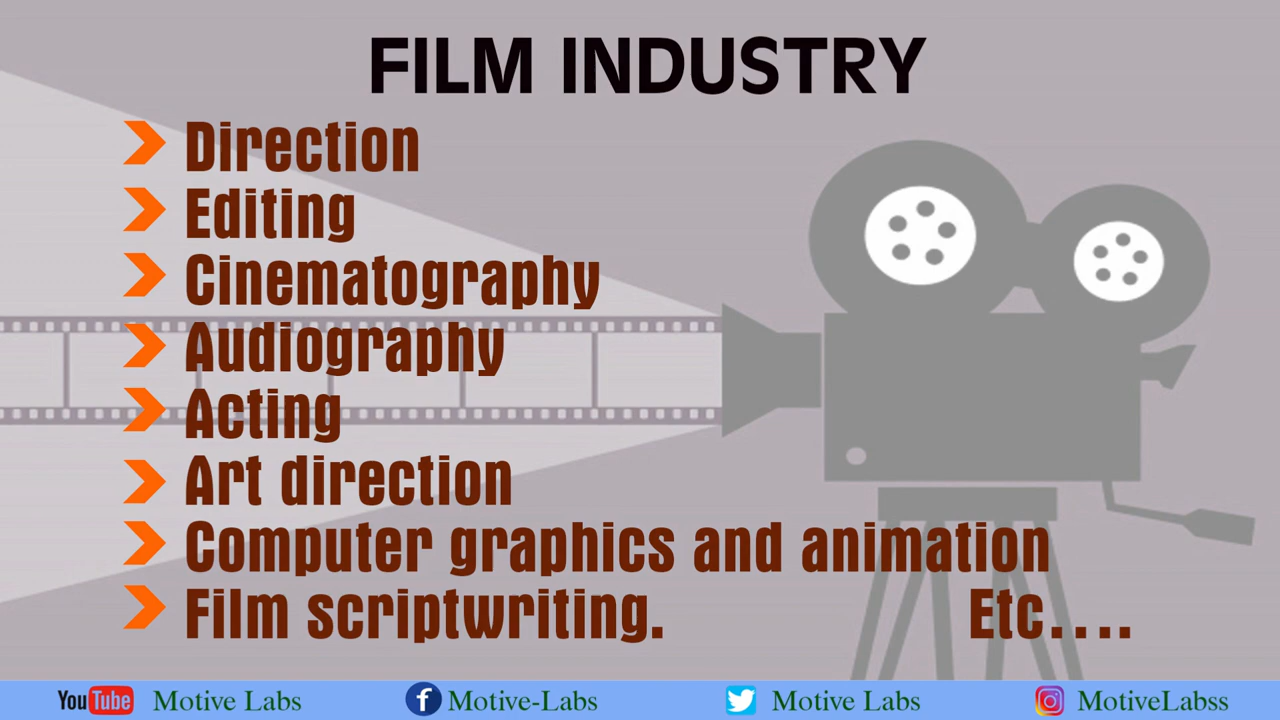 FILM INDUSTRY
Direction
Editing
Cinematography
Audiography
Acting
Art direction
Computer graphics and animation
Film scriptwriting. Etc....
YouTube Motive Labs f Motive-Labs Motive Labs MotiveLabss